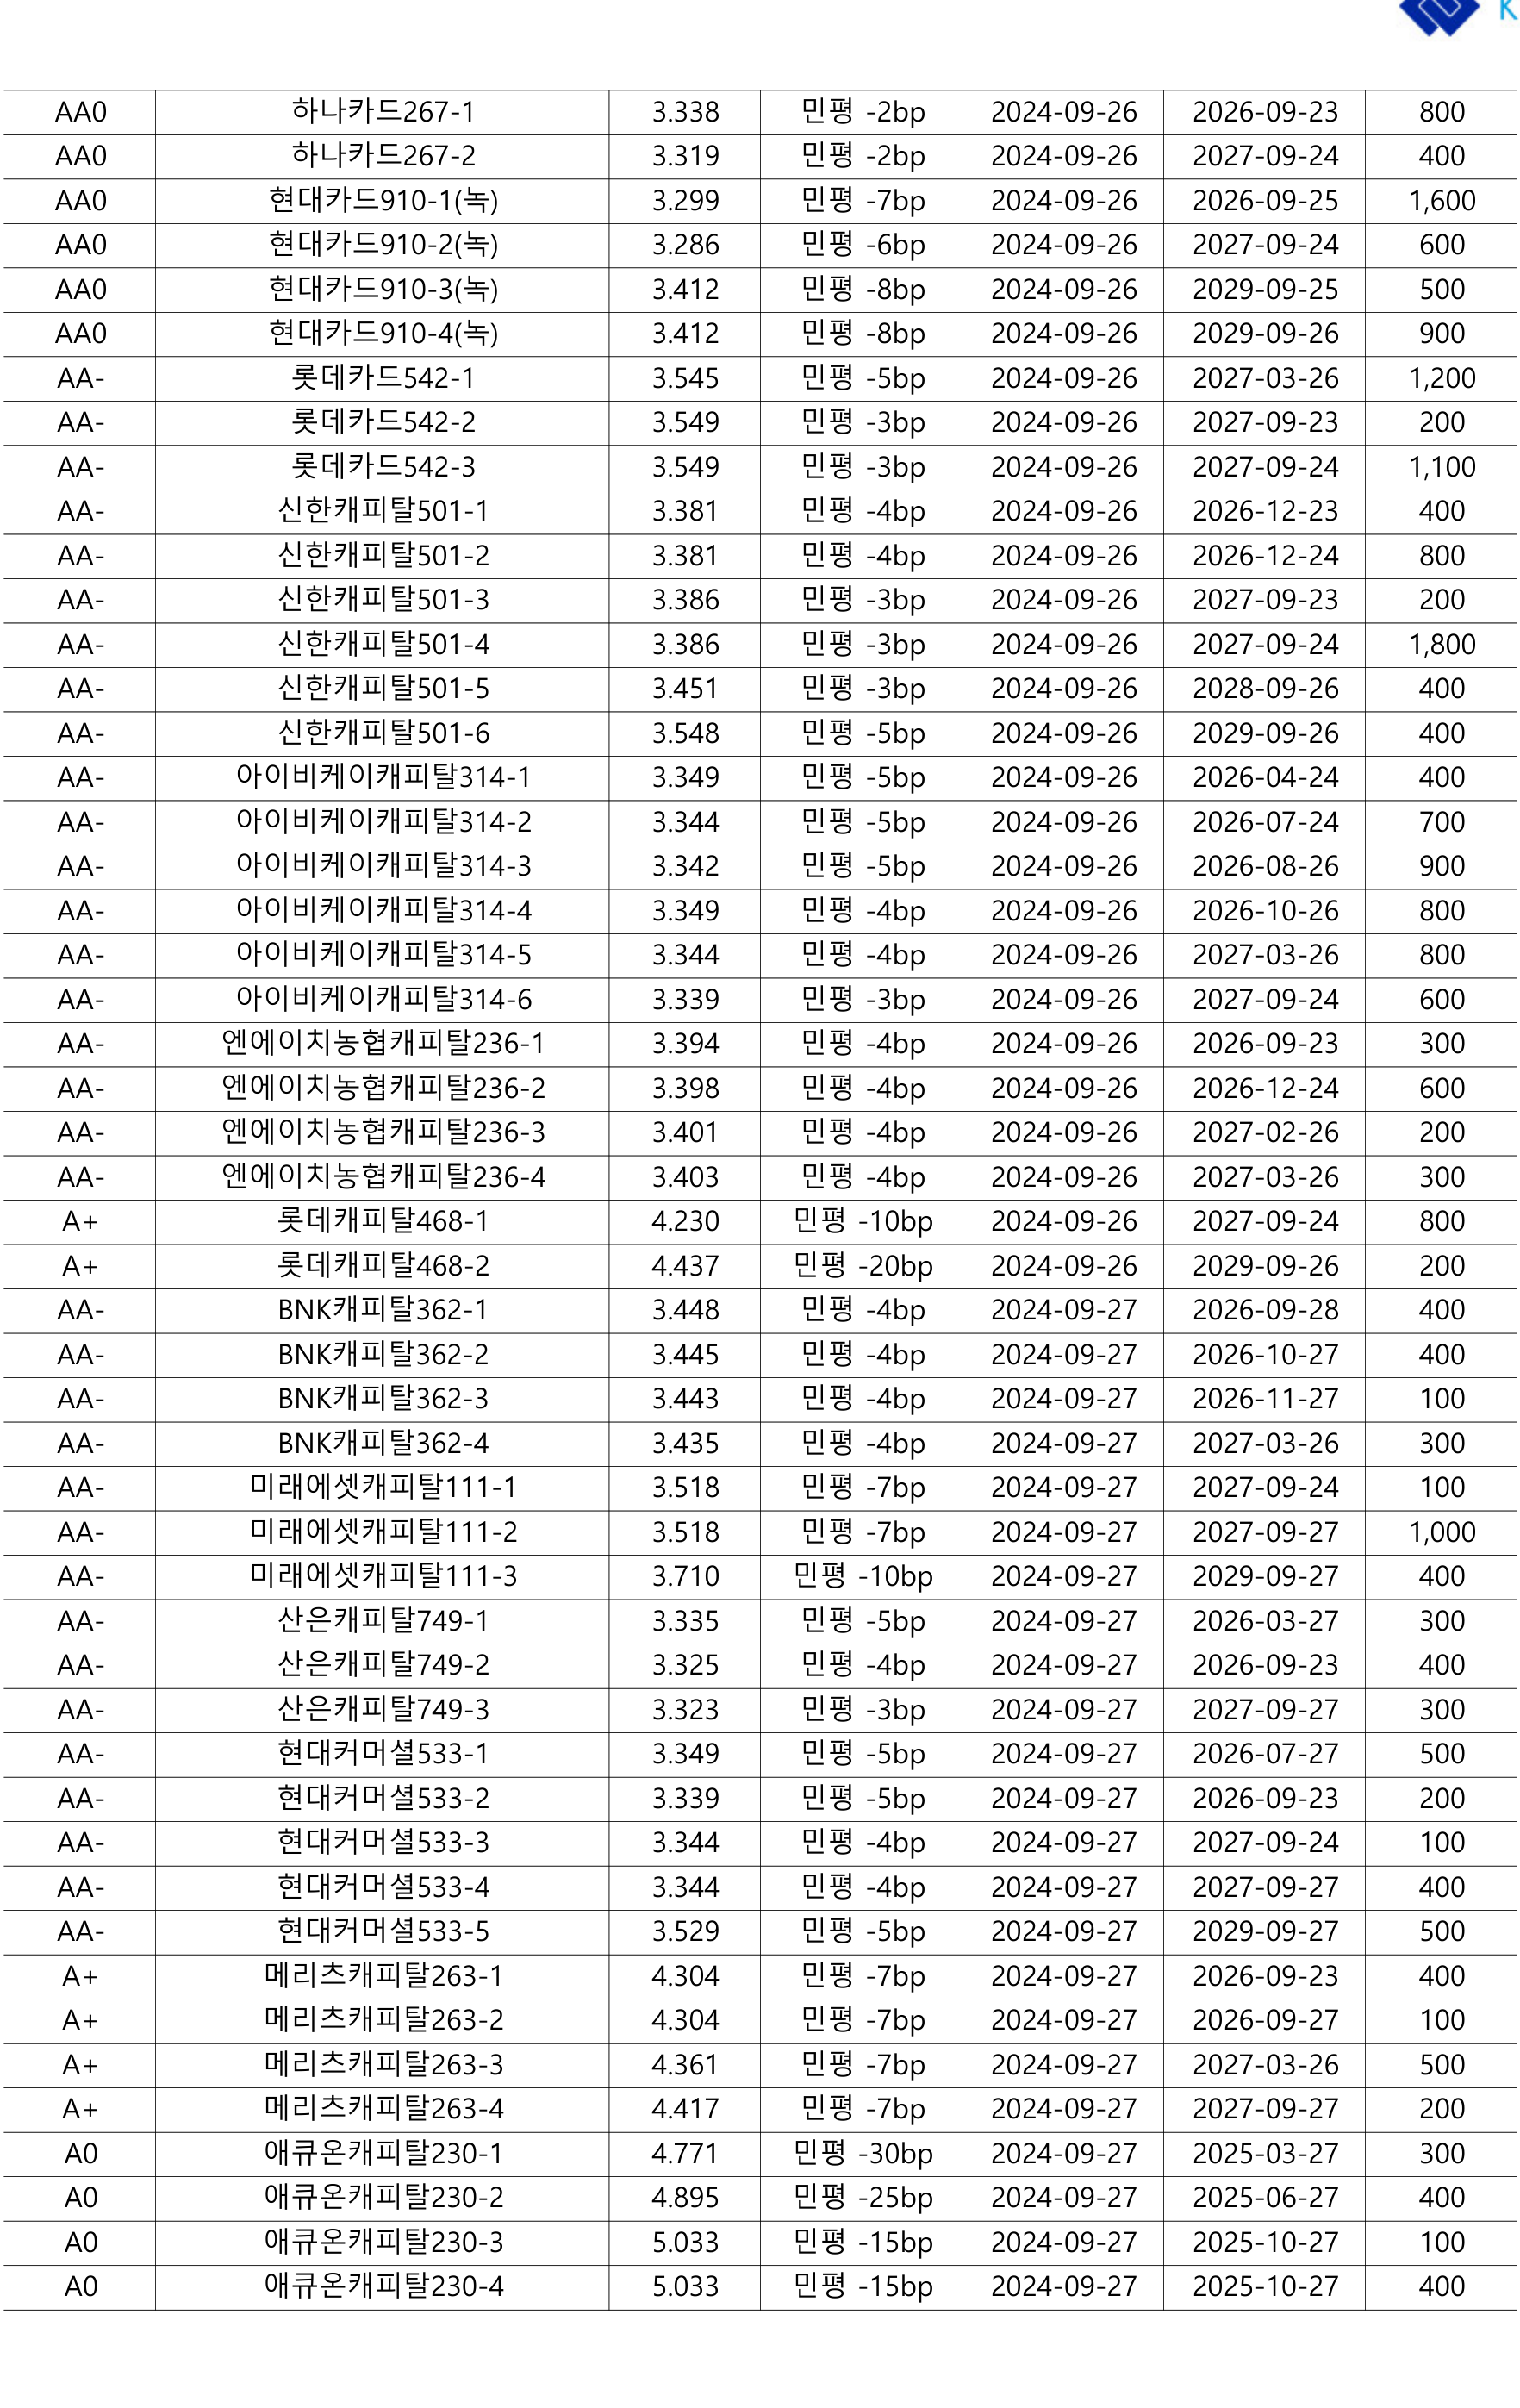 K
AA0 하나카드267-1 3.338 민평 -2bp 2024-09-26 2026-09-23 800
AA0 하나카드267-2 3.319 민평 -2bp 2024-09-26 2027-09-24 400
AA0 현대카드910-1(녹) 3.299 민평 -7bp 2024-09-26 2026-09-25 1,600
AA0 현대카드910-2(녹) 3.286 민평 -6bp 2024-09-26 2027-09-24 600
AA0 현대카드910-3(녹) 3.412 민평 -8bp 2024-09-26 2029-09-25 500
AA0 현대카드910-4(녹) 3.412 민평 -8bp 2024-09-26 2029-09-26 900
AA- 롯데카드542-1 3.545 민평 -5bp 2024-09-26 2027-03-26 1,200
AA- 롯데카드542-2 3.549 민평 -3bp 2024-09-26 2027-09-23 200
AA- 롯데카드542-3 3.549 민평 -3bp 2024-09-26 2027-09-24 1,100
AA- 신한캐피탈501-1 3.381 민평 -4bp 2024-09-26 2026-12-23 400
AA- 신한캐피탈501-2 3.381 민평 -4bp 2024-09-26 2026-12-24 800
AA- 신한캐피탈501-3 3.386 민평 -3bp 2024-09-26 2027-09-23 200
AA- 신한캐피탈501-4 3.386 민평 -3bp 2024-09-26 2027-09-24 1,800
AA- 신한캐피탈501-5 3.451 민평 -3bp 2024-09-26 2028-09-26 400
AA- 신한캐피탈501-6 3.548 민평 -5bp 2024-09-26 2029-09-26 400
AA- 아이비케이캐피탈314-1 3.349 민평 -5bp 2024-09-26 2026-04-24 400
AA- 아이비케이캐피탈314-2 3.344 민평 -5bp 2024-09-26 2026-07-24 700
AA- 아이비케이캐피탈314-3 3.342 민평 -5bp 2024-09-26 2026-08-26 900
AA- 아이비케이캐피탈314-4 3.349 민평 -4bp 2024-09-26 2026-10-26 800
AA- 아이비케이캐피탈314-5 3.344 민평 -4bp 2024-09-26 2027-03-26 800
AA- 아이비케이캐피탈314-6 3.339 민평 -3bp 2024-09-26 2027-09-24 600
AA- 엔에이치농협캐피탈236-1 3.394 민평 -4bp 2024-09-26 2026-09-23 300
AA- 엔에이치농협캐피탈236-2 3.398 민평 -4bp 2024-09-26 2026-12-24 600
AA- 엔에이치농협캐피탈236-3 3.401 민평 -4bp 2024-09-26 2027-02-26 200
AA- 엔에이치농협캐피탈236-4 3.403 민평 -4bp 2024-09-26 2027-03-26 300
A+ 롯데캐피탈468-1 4.230 민평 -10bp 2024-09-26 2027-09-24 800
A+ 롯데캐피탈468-2 4.437 민평 -20bp 2024-09-26 2029-09-26 200
AA- BNK캐피탈362-1 3.448 민평 -4bp 2024-09-27 2026-09-28 400
AA- BNK캐피탈362-2 3.445 민평 -4bp 2024-09-27 2026-10-27 400
AA- BNK캐피탈362-3 3.443 민평 -4bp 2024-09-27 2026-11-27 100
AA- BNK캐피탈362-4 3.435 민평 -4bp 2024-09-27 2027-03-26 300
AA- 미래에셋캐피탈111-1 3.518 민평 -7bp 2024-09-27 2027-09-24 100
AA- 미래에셋캐피탈111-2 3.518 민평 -7bp 2024-09-27 2027-09-27 1,000
AA- 미래에셋캐피탈111-3 3.710 민평 -10bp 2024-09-27 2029-09-27 400
AA- 산은캐피탈749-1 3.335 민평 -5bp 2024-09-27 2026-03-27 300
AA- 산은캐피탈749-2 3.325 민평 -4bp 2024-09-27 2026-09-23 400
AA- 산은캐피탈749-3 3.323 민평 -3bp 2024-09-27 2027-09-27 300
AA- 현대커머셜533-1 3.349 민평 -5bp 2024-09-27 2026-07-27 500
AA- 현대커머셜533-2 3.339 민평 -5bp 2024-09-27 2026-09-23 200
AA- 현대커머셜533-3 3.344 민평 -4bp 2024-09-27 2027-09-24 100
AA- 현대커머셜533-4 3.344 민평 -4bp 2024-09-27 2027-09-27 400
AA- 현대커머셜533-5 3.529 민평 -5bp 2024-09-27 2029-09-27 500
A+ 메리츠캐피탈263-1 4.304 민평 -7bp 2024-09-27 2026-09-23 400
A+ 메리츠캐피탈263-2 4.304 민평 -7bp 2024-09-27 2026-09-27 100
A+ 메리츠캐피탈263-3 4.361 민평 -7bp 2024-09-27 2027-03-26 500
A+ 메리츠캐피탈263-4 4.417 민평 -7bp 2024-09-27 2027-09-27 200
A0 애큐온캐피탈230-1 4.771 민평 -30bp 2024-09-27 2025-03-27 300
A0 애큐온캐피탈230-2 4.895 민평 -25bp 2024-09-27 2025-06-27 400
A0 애큐온캐피탈230-3 5.033 민평 -15bp 2024-09-27 2025-10-27 100
A0 애큐온캐피탈230-4 5.033 민평 -15bp 2024-09-27 2025-10-27 400